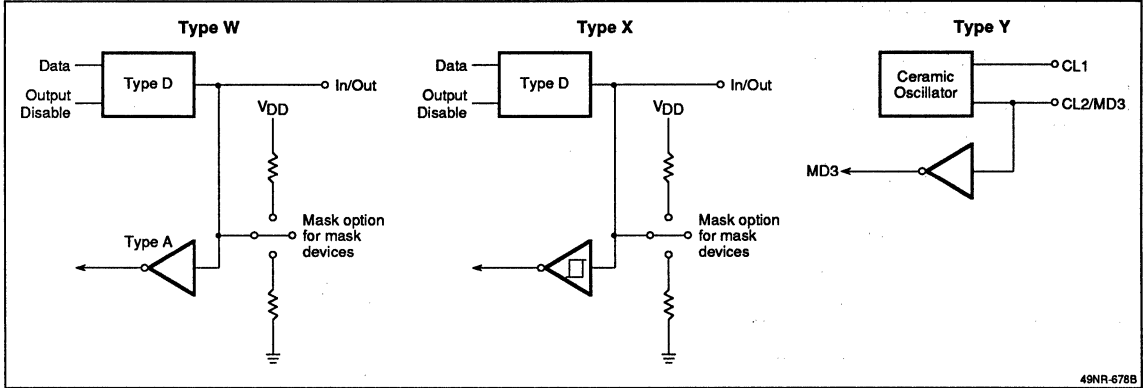 Type W
Data
Type D
In/Out
Output
Disable
VDD
Mask option
for mask
devices
Type A
Type X
Data
Type D
In/Out
Output
Disable
VDD
Mask option
for mask
devices
Type Y
Ceramic
Oscillator
CL1
CL2/MD3
MD3
49NR-678B